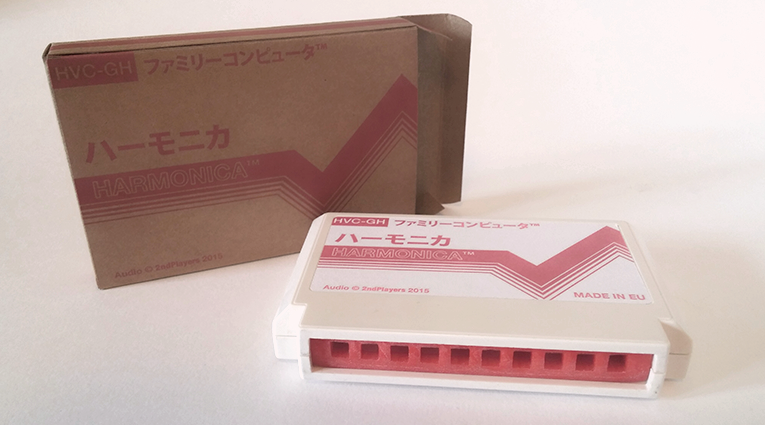 HVC-GH ファミリーコンピュータ™
ハーモニカ
HARMONICA™
Audio © 2ndPlayers 2015
HVC-GH ファミリーコンピュータ™
ハーモニカ
HARMONICA™
Audio © 2ndPlayers 2015
MADE IN EU